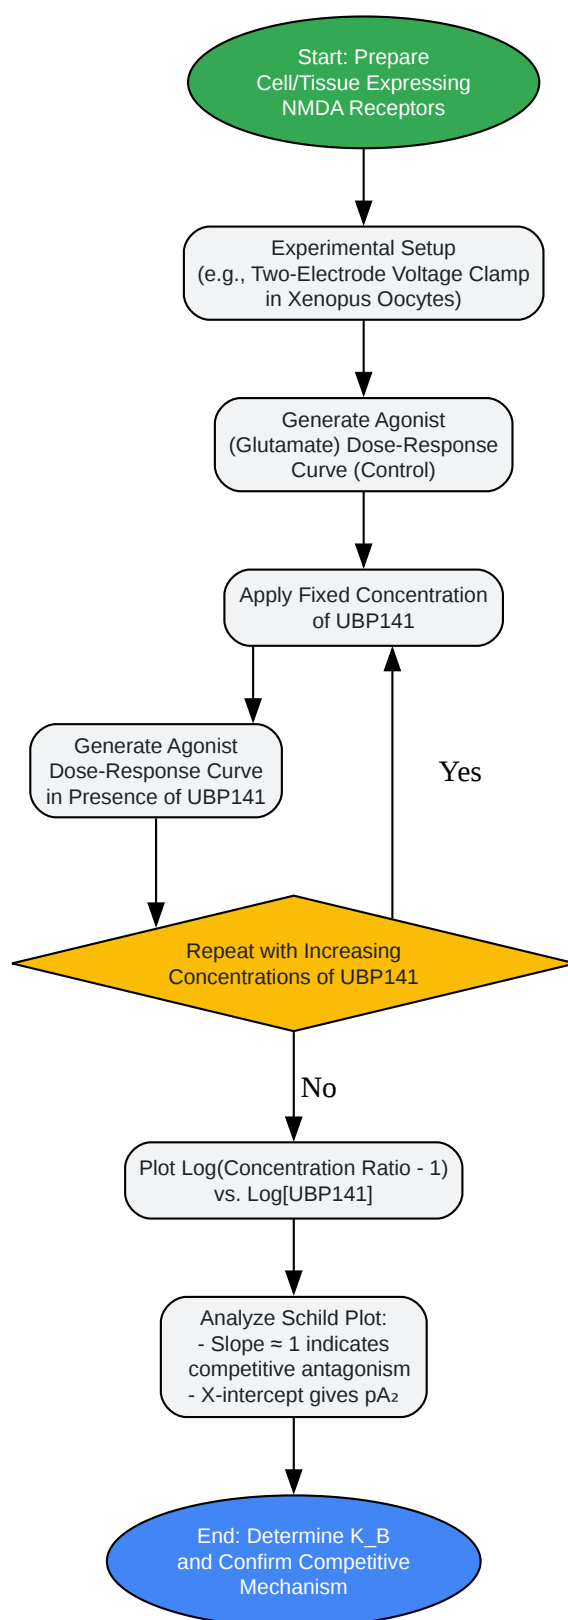 Start: Prepare
Cell/Tissue Expressing
NMDA Receptors
Experimental Setup
(e.g., Two-Electrode Voltage Clamp
in Xenopus Oocytes)
Generate Agonist
(Glutamate) Dose-Response
Curve (Control)
Apply Fixed Concentration
of UBP141
Generate Agonist
Dose-Response Curve
in Presence of UBP141
Yes
Repeat with Increasing
Concentrations of UBP141
No
Plot Log(Concentration Ratio - 1)
vs. Log[UBP141]
Analyze Schild Plot:
- Slope ≈ 1 indicates
competitive antagonism
- X-intercept gives pA₂
End: Determine K_B
and Confirm Competitive
Mechanism